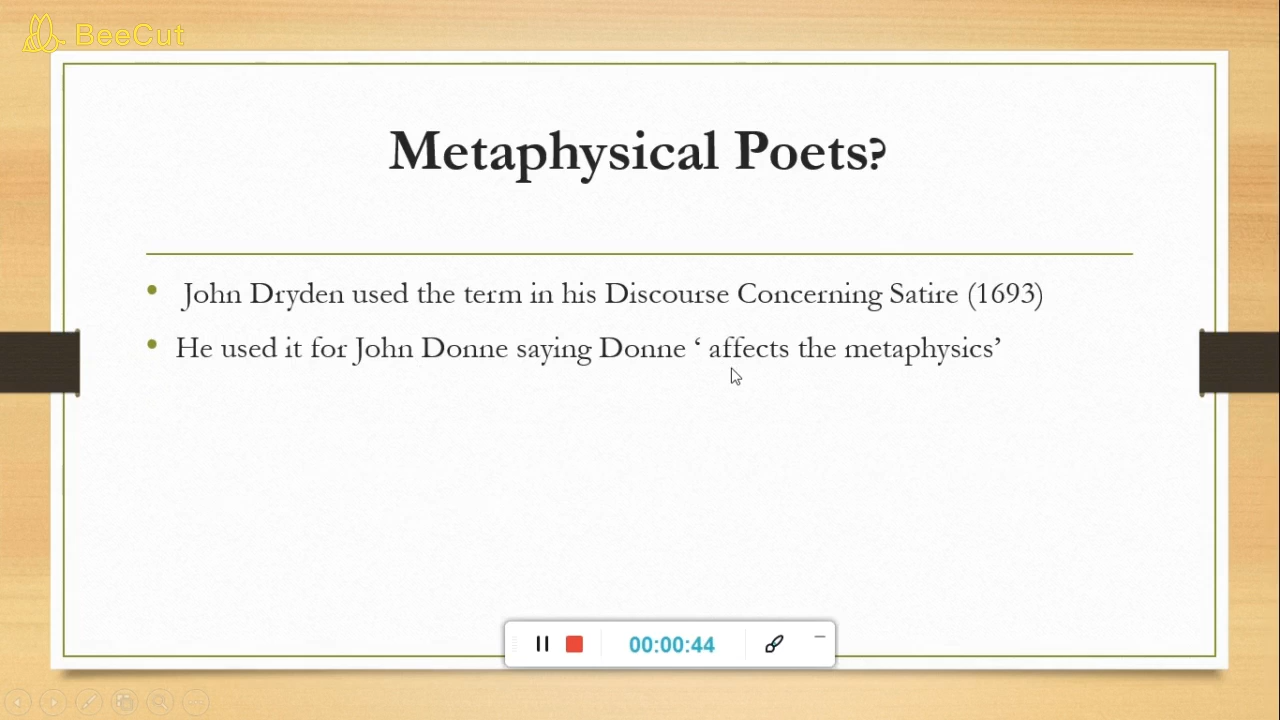 BeeCut
Metaphysical Poets?
• John Dryden used the term in his Discourse Concerning Satire (1693)
• He used it for John Donne saying Donne ‘ affects the metaphysics’
00:00:44